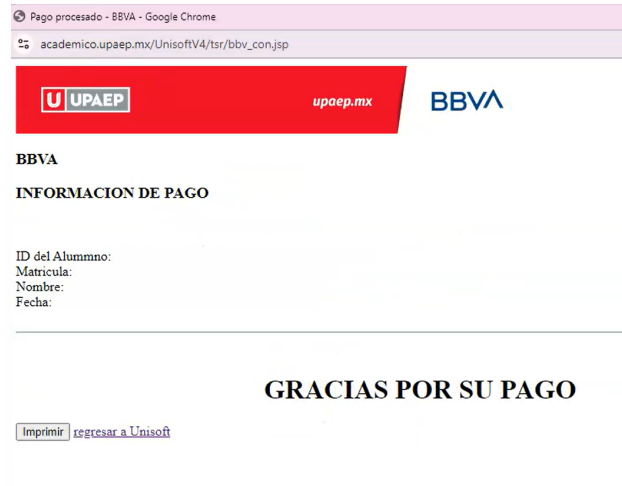 Pago procesado - BBVA - Google Chrome
academico.upaep.mx/UnisoftV4/tsr/bbv_con.jsp
U UPAEP
upaep.mx
BBVA
BBVA
INFORMACION DE PAGO
ID del Alummno:
Matricula:
Nombre:
Fecha:
GRACIAS POR SU PAGO
Imprimir regresar a Unisoft